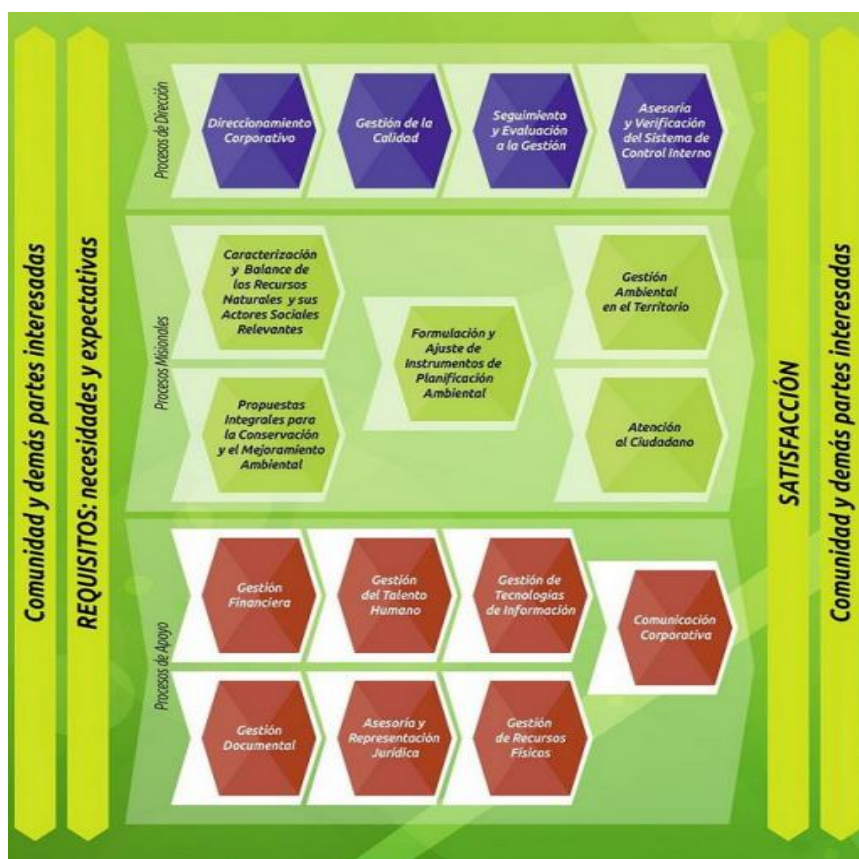 Comunidad y demás partes interesadas
REQUISITOS: necesidades y expectativas
Procesos de Dirección
Direccionamiento
Corporativo
Gestión de la
Calidad
Seguimiento
y Evaluación
a la Gestión
Asesoría
y Verificación
del Sistema de
Control Interno
Procesos Misionales
Caracterización
y Balance de
los Recursos
Naturales y sus
Actores Sociales
Relevantes
Propuestas
Integrales para
la Conservación
y el Mejoramiento
Ambiental
Formulación y
Ajuste de
Instrumentos de
Planificación
Ambiental
Gestión
Ambiental
en el Territorio
Atención
al Ciudadano
Procesos de Apoyo
Gestión
Financiera
Gestión
del Talento
Humano
Gestión de
Tecnologías
de Información
Comunicación
Corporativa
Gestión
Documental
Asesoría y
Representación
Jurídica
Gestión
de Recursos
Físicos
SATISFACCIÓN
Comunidad y demás partes interesadas